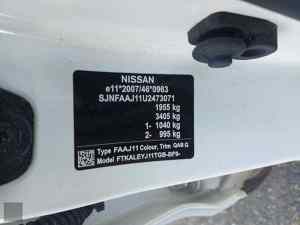 NISSAN
e11*2007/46*0963
SJNFAAJ11U2473071
1955 kg
3405 kg
1- 1040 kg
2- 995 kg
Type FAAJ11 Colour, Trim QAB G
Model FTKALEYJ11TGB-BP9-